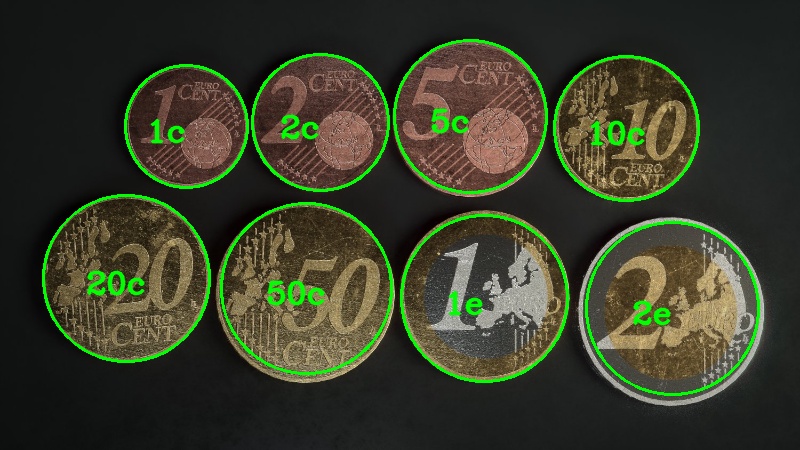 1 EURO CENT
1c
2 EURO CENT
2c
5 EURO CENT
5c
10 EURO CENT
10c
20 EURO CENT
20c
50 EURO CENT
50c
1
1e
2
2e